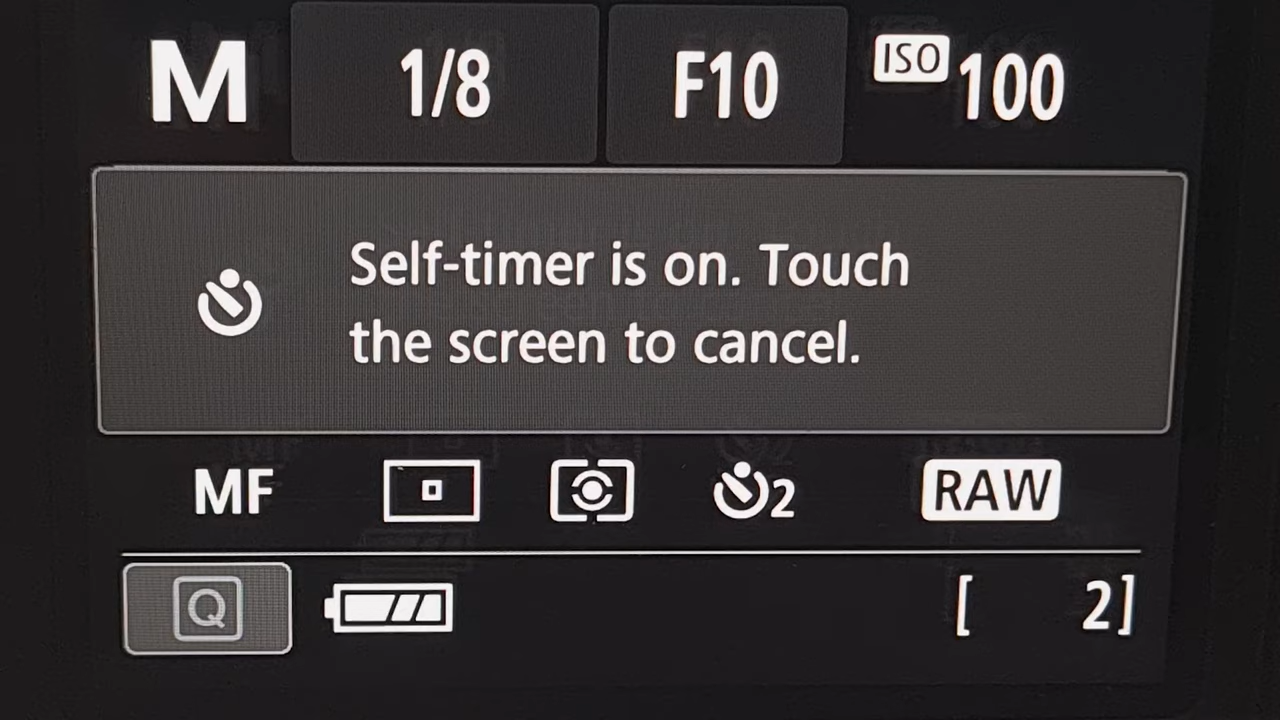 M 1/8 F10 ISO 100
Self-timer is on. Touch
the screen to cancel.
MF 2 RAW
Q [ 2]